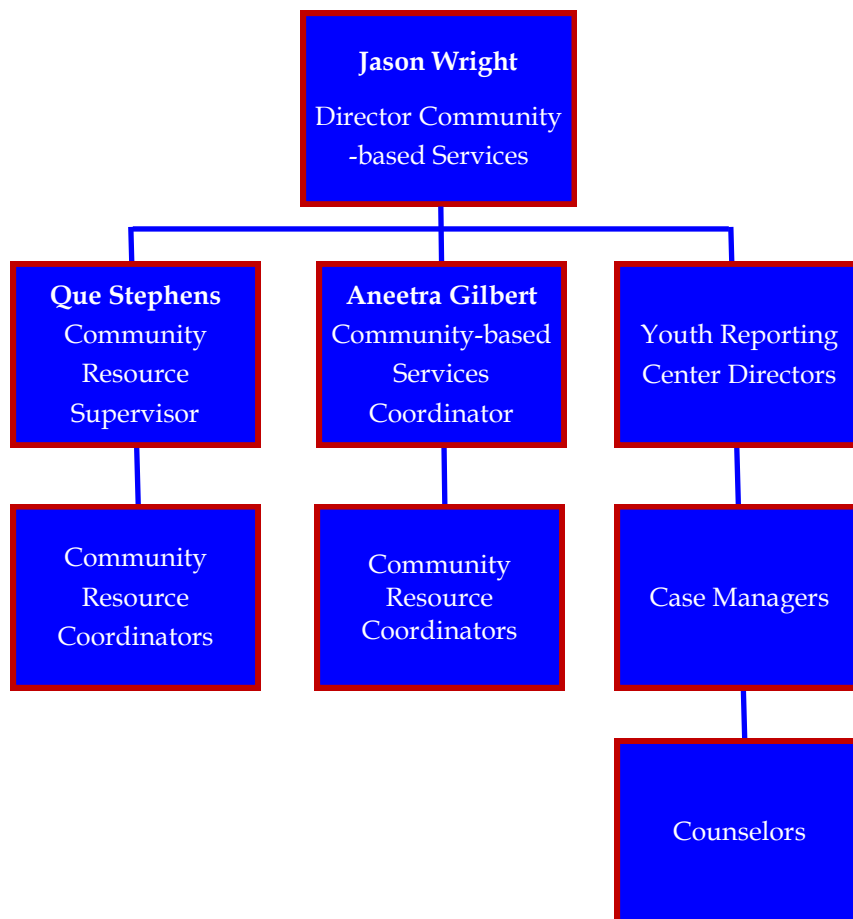 Jason Wright
Director Community
-based Services
Que Stephens
Community
Resource
Supervisor
Aneetra Gilbert
Community-based
Services
Coordinator
Youth Reporting
Center Directors
Community
Resource
Coordinators
Community
Resource
Coordinators
Case Managers
Counselors